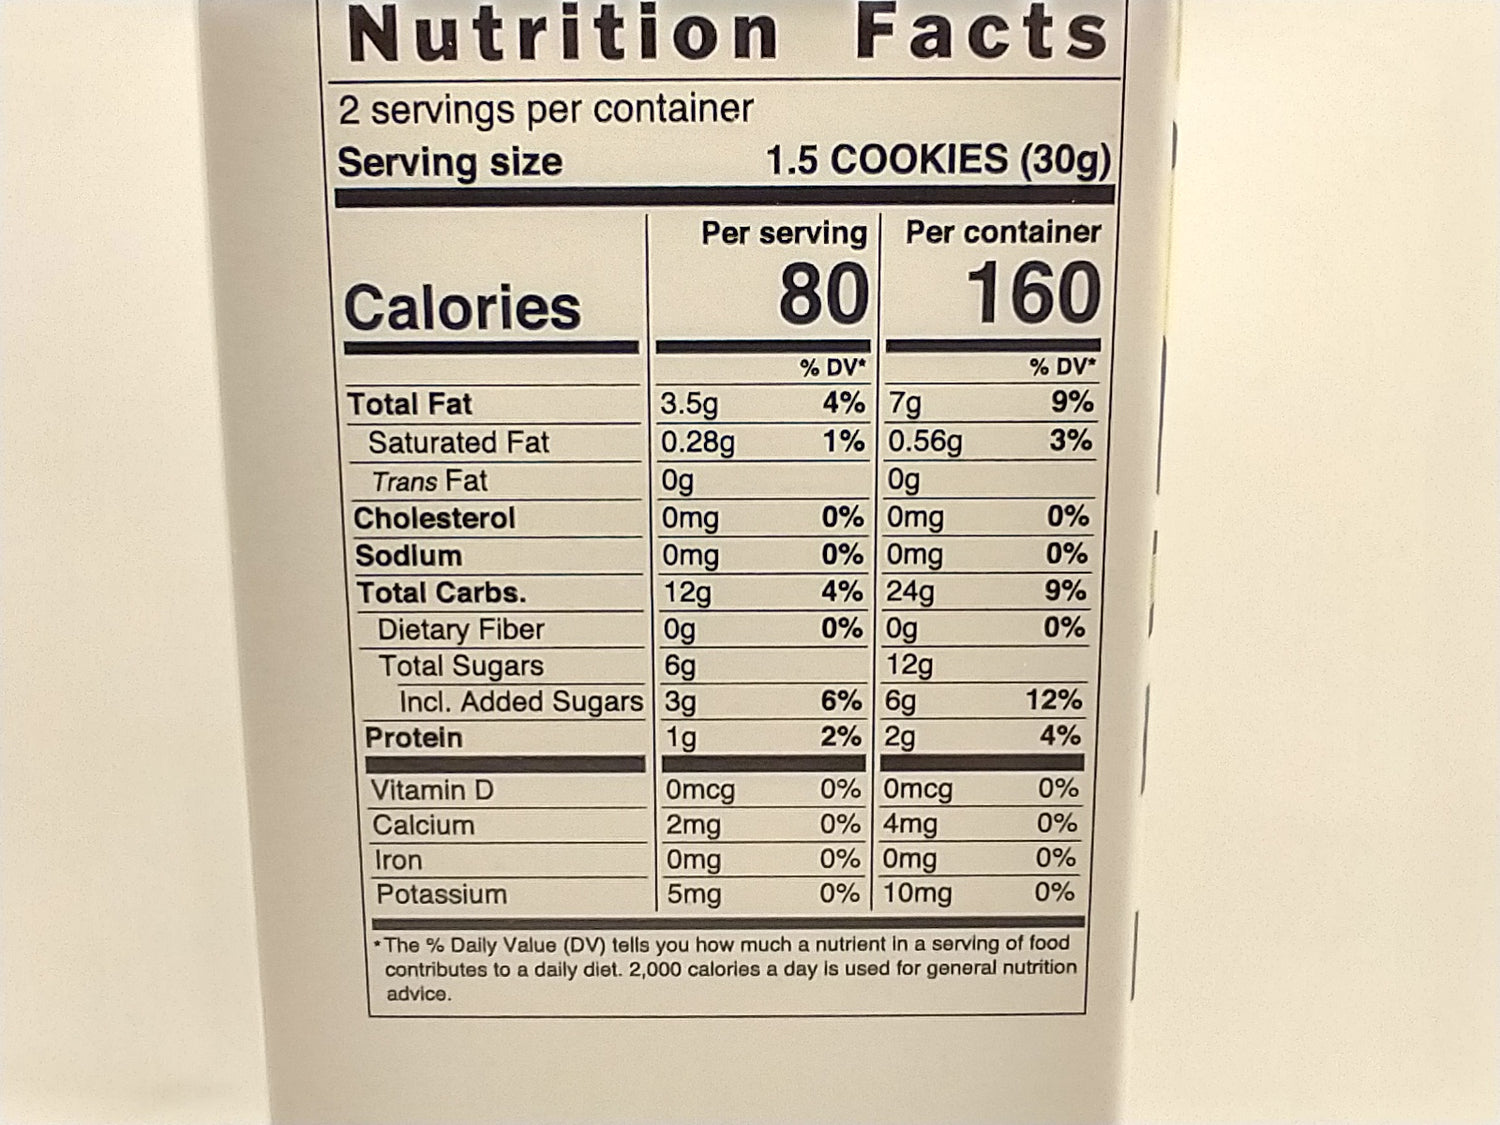 Nutrition Facts
2 servings per container
Serving size 1.5 COOKIES (30g)
Per serving Per container
Calories 80 160
% DV* % DV*
Total Fat 3.5g 4% 7g 9%
Saturated Fat 0.28g 1% 0.56g 3%
Trans Fat 0g 0g
Cholesterol 0mg 0% 0mg 0%
Sodium 0mg 0% 0mg 0%
Total Carbs. 12g 4% 24g 9%
Dietary Fiber 0g 0% 0g 0%
Total Sugars 6g 12g
Incl. Added Sugars 3g 6% 6g 12%
Protein 1g 2% 2g 4%
Vitamin D 0mcg 0% 0mcg 0%
Calcium 2mg 0% 4mg 0%
Iron 0mg 0% 0mg 0%
Potassium 5mg 0% 10mg 0%
*The % Daily Value (DV) tells you how much a nutrient in a serving of food
contributes to a daily diet. 2,000 calories a day is used for general nutrition
advice.